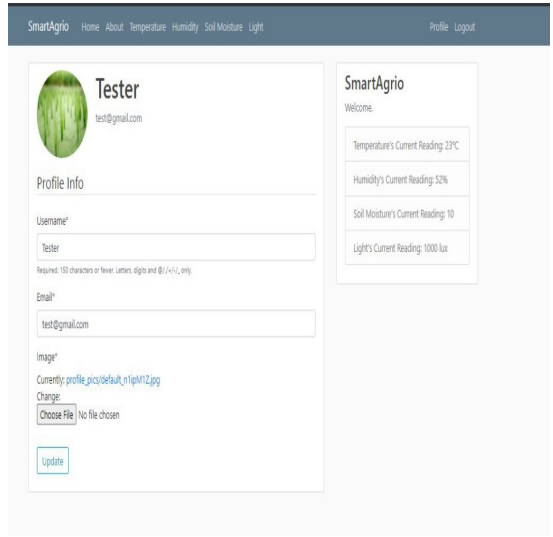 SmartAgrio Home About Temperature Humidity Soil Moisture Light Profile Logout
Tester
test@gmail.com
Profile Info
Username*
Tester
Required. 150 characters or fewer. Letters, digits and @/./+/-/_ only.
Email*
test@gmail.com
Image*
Currently: profile_pics/default_n1ipM1Z.jpg
Change:
Choose File No file chosen
Update
SmartAgrio
Welcome.
Temperature's Current Reading: 23°C
Humidity's Current Reading: 52%
Soil Moisture's Current Reading: 10
Light's Current Reading: 1000 lux